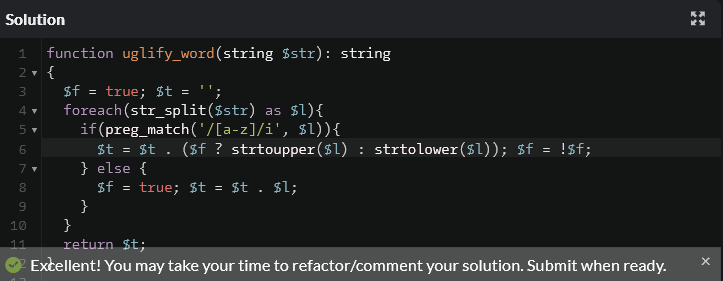 Solution
1 function uglify_word(string $str): string
2 {
3 $f = true; $t = '';
4 foreach(str_split($str) as $l){
5 if(preg_match('/[a-z]/i', $l)){
6 $t = $t . ($f ? strtoupper($l) : strtolower($l)); $f = !$f;
7 } else {
8 $f = true; $t = $t . $l;
9 }
10 }
11 return $t;
12 }
Excellent! You may take your time to refactor/comment your solution. Submit when ready. ×
13